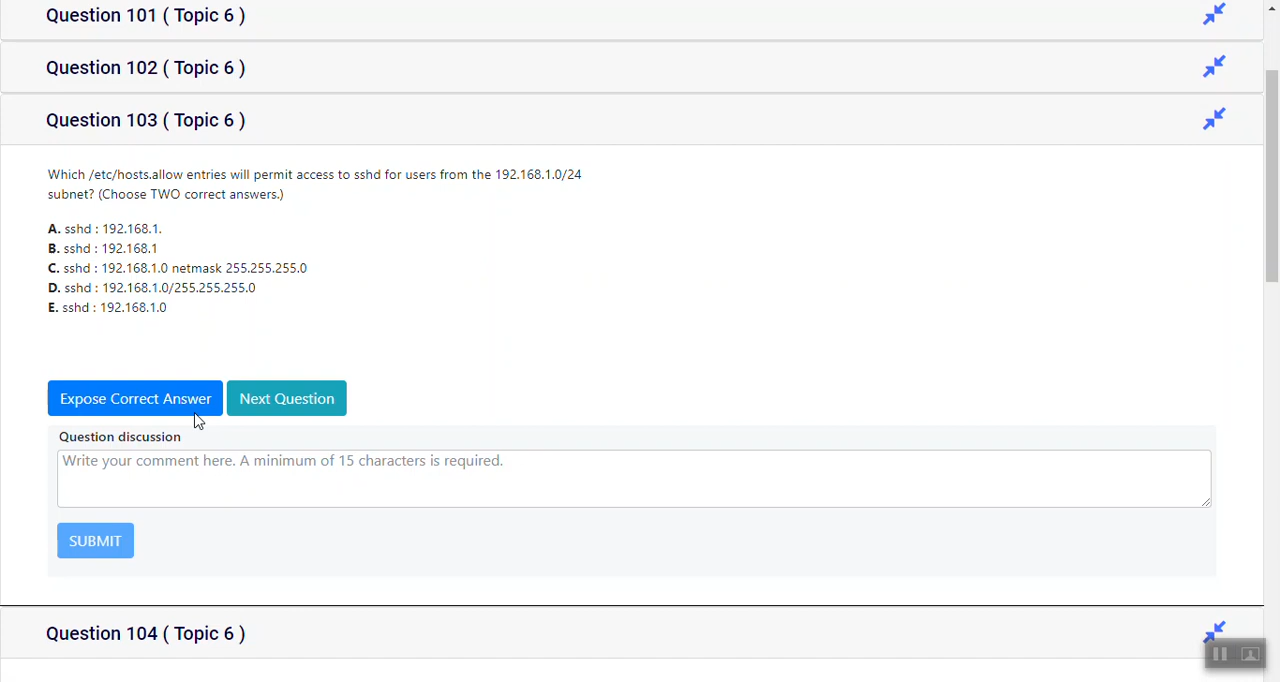 Question 101 ( Topic 6 )
Question 102 ( Topic 6 )
Question 103 ( Topic 6 )
Which /etc/hosts.allow entries will permit access to sshd for users from the 192.168.1.0/24
subnet? (Choose TWO correct answers.)
A. sshd : 192.168.1.
B. sshd : 192.168.1
C. sshd : 192.168.1.0 netmask 255.255.255.0
D. sshd : 192.168.1.0/255.255.255.0
E. sshd : 192.168.1.0
Expose Correct Answer Next Question
Question discussion
Write your comment here. A minimum of 15 characters is required.
SUBMIT
Question 104 ( Topic 6 )